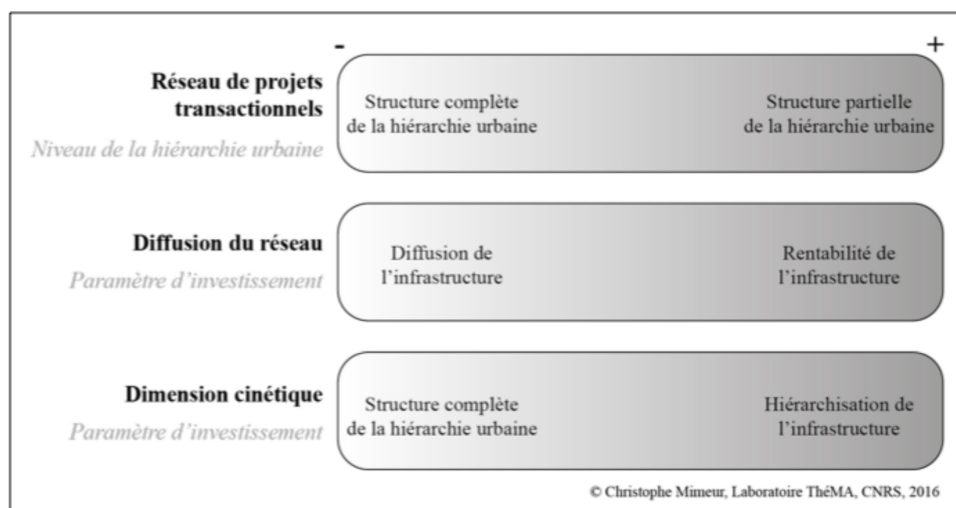 -
+
Réseau de projets
transactionnels
Niveau de la hiérarchie urbaine
Structure complète
de la hiérarchie urbaine
Structure partielle
de la hiérarchie urbaine
Diffusion du réseau
Paramètre d'investissement
Diffusion de
l'infrastructure
Rentabilité de
l'infrastructure
Dimension cinétique
Paramètre d'investissement
Structure complète
de la hiérarchie urbaine
Hiérarchisation de
l'infrastructure
© Christophe Mimeur, Laboratoire ThéMA, CNRS, 2016